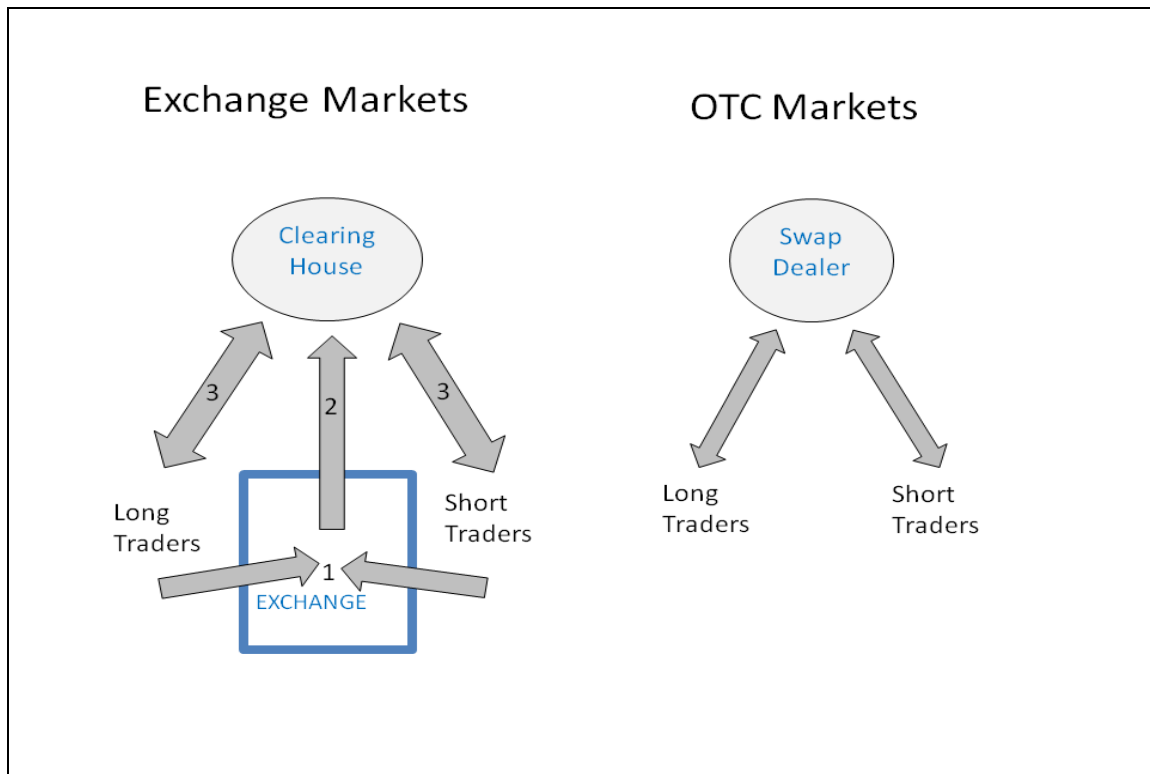 Exchange Markets
OTC Markets
Clearing
House
Swap
Dealer
3
2
3
Long
Traders
Short
Traders
1
EXCHANGE
Long
Traders
Short
Traders